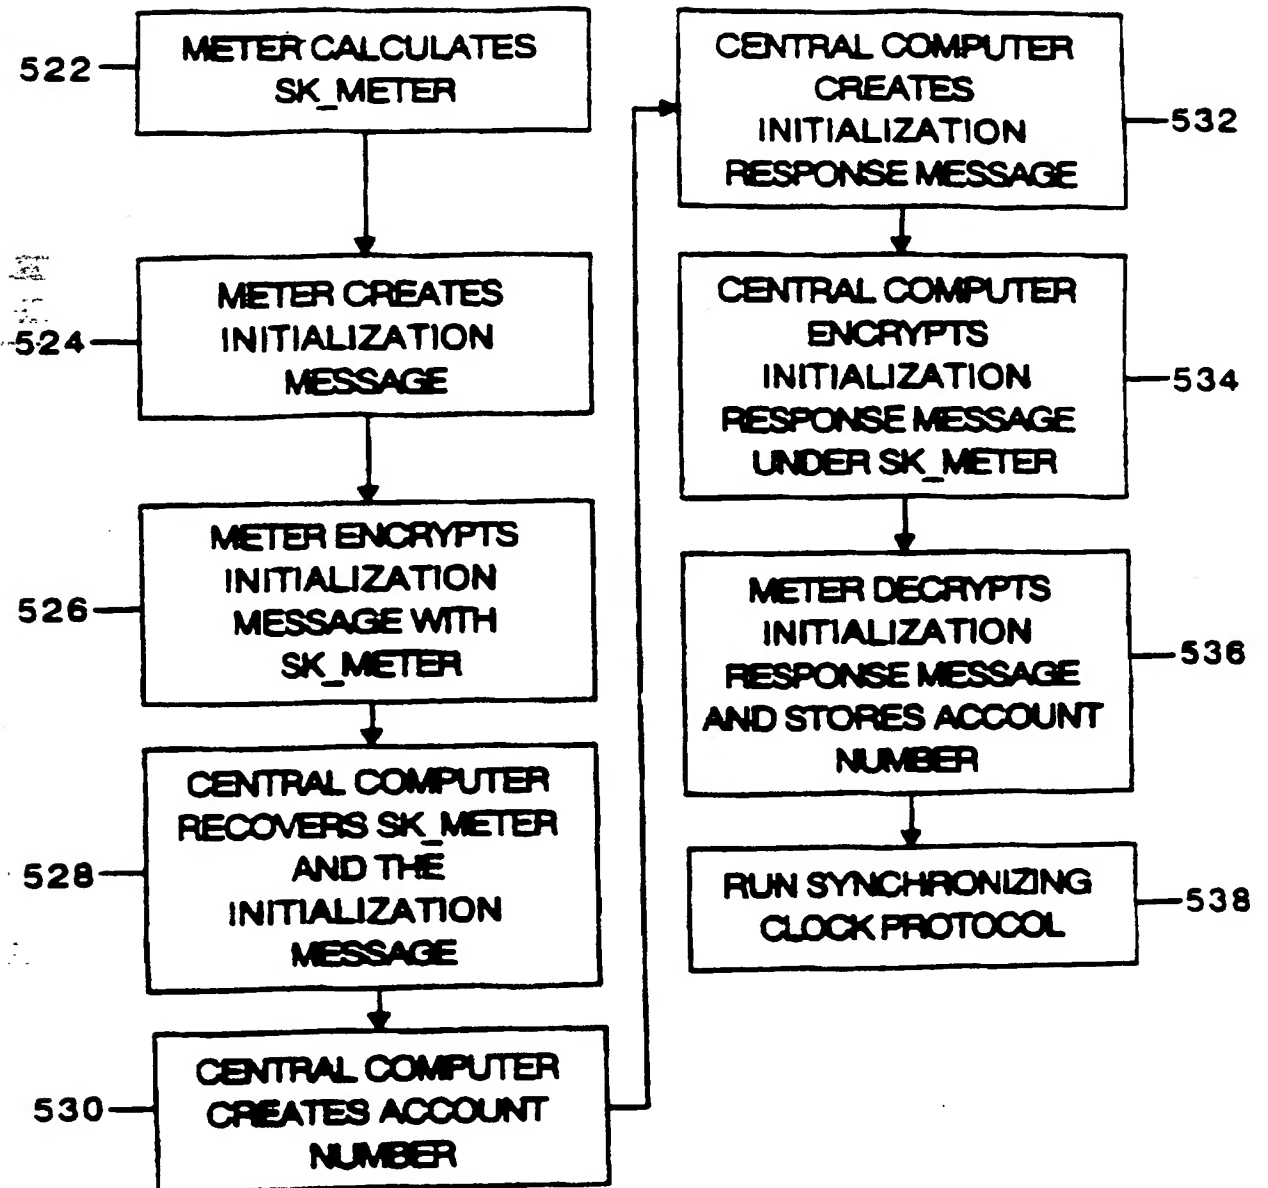 522
METER CALCULATES
SK_METER
524
METER CREATES
INITIALIZATION
MESSAGE
526
METER ENCRYPTS
INITIALIZATION
MESSAGE WITH
SK_METER
528
CENTRAL COMPUTER
RECOVERS SK_METER
AND THE
INITIALIZATION
MESSAGE
530
CENTRAL COMPUTER
CREATES ACCOUNT
NUMBER
CENTRAL COMPUTER
CREATES
INITIALIZATION
RESPONSE MESSAGE
532
CENTRAL COMPUTER
ENCRYPTS
INITIALIZATION
RESPONSE MESSAGE
UNDER SK_METER
534
METER DECRYPTS
INITIALIZATION
RESPONSE MESSAGE
AND STORES ACCOUNT
NUMBER
536
RUN SYNCHRONIZING
CLOCK PROTOCOL
538